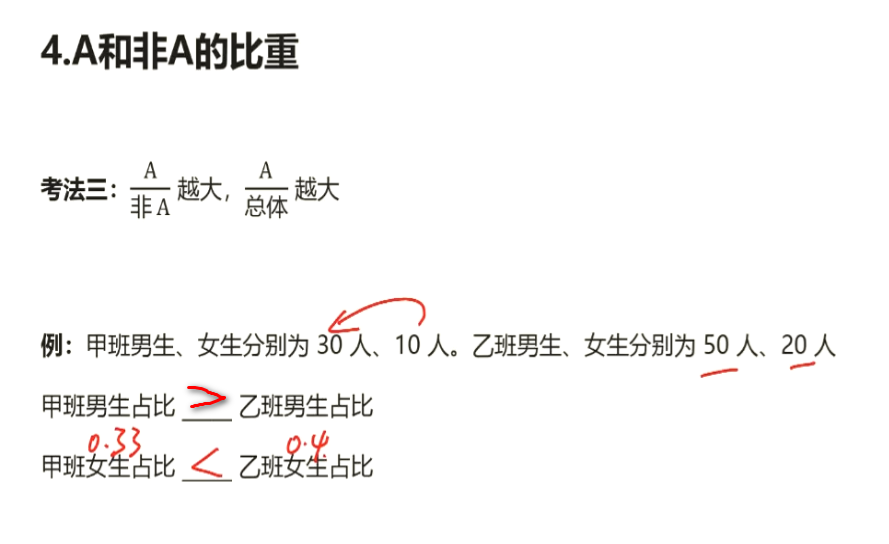 4.A和非A的比重
考法三：A/非A 越大，A/总体 越大
例：甲班男生、女生分别为 30 人、10 人。乙班男生、女生分别为 50 人、20 人
甲班男生占比 > 乙班男生占比
0.33 0.4
甲班女生占比 < 乙班女生占比